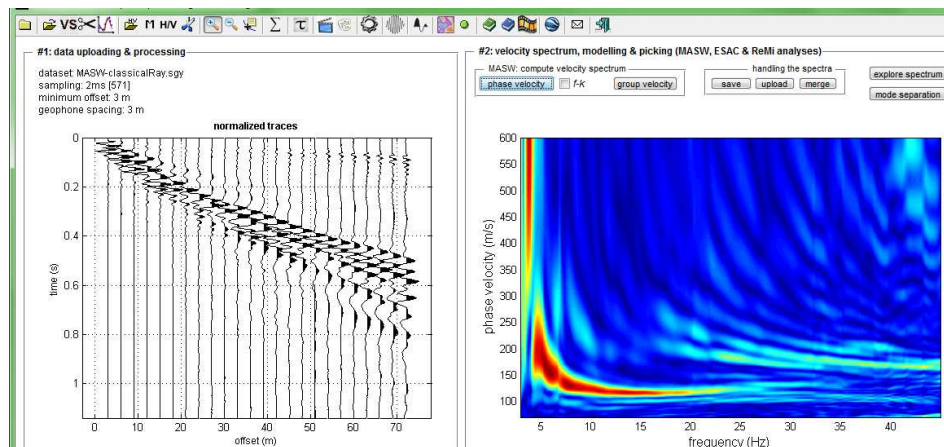 VS
M H/V
Σ τ
#1: data uploading & processing
dataset: MASW-classicalRay.sgy
sampling: 2ms [571]
minimum offset: 3 m
geophone spacing: 3 m
normalized traces
0
0.2
0.4
0.6
0.8
1
time (s)
0 10 20 30 40 50 60 70
offset (m)
#2: velocity spectrum, modelling & picking (MASW, ESAC & ReMi analyses)
MASW: compute velocity spectrum
phase velocity f-k group velocity
handling the spectra
save upload merge
explore spectrum
mode separation
600
550
500
450
400
350
300
250
200
150
100
phase velocity (m/s)
5 10 15 20 25 30 35 40
frequency (Hz)